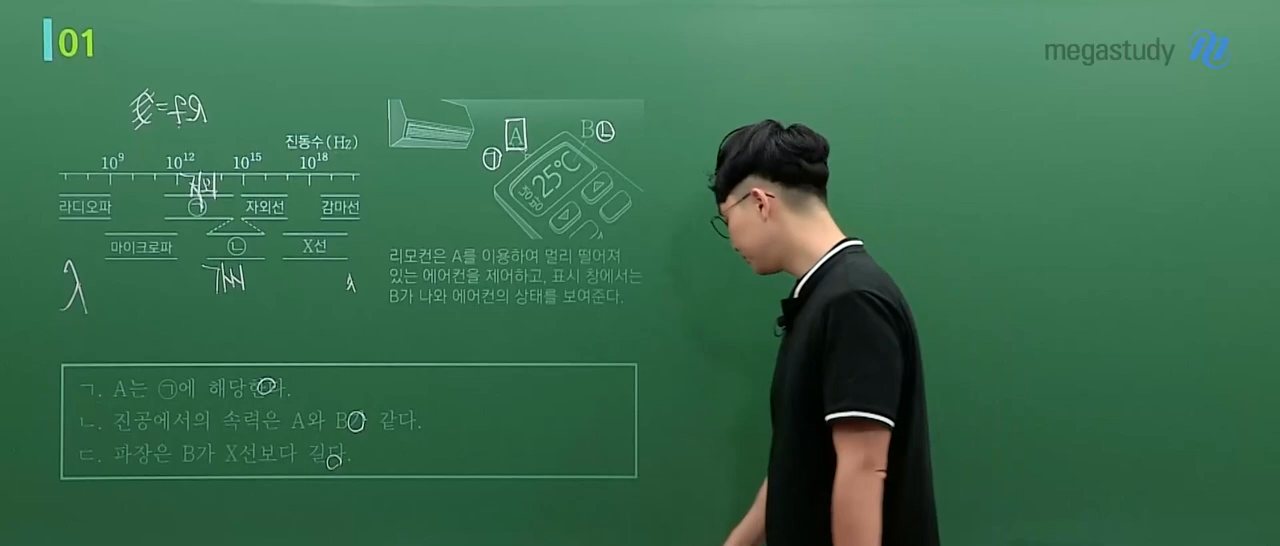 01
megastudy
=fλ
진동수(Hz)
10⁹ 10¹² 10¹⁵ 10¹⁸
적외
라디오파 ㉠ 자외선 감마선
마이크로파 ㉡ X선
λ 가시 λ
A B㉡
㉠
25℃
리모컨은 A를 이용하여 멀리 떨어져
있는 에어컨을 제어하고, 표시 창에서는
B가 나와 에어컨의 상태를 보여준다.
ㄱ. A는 ㉠에 해당한다.
ㄴ. 진공에서의 속력은 A와 B가 같다.
ㄷ. 파장은 B가 X선보다 길다.